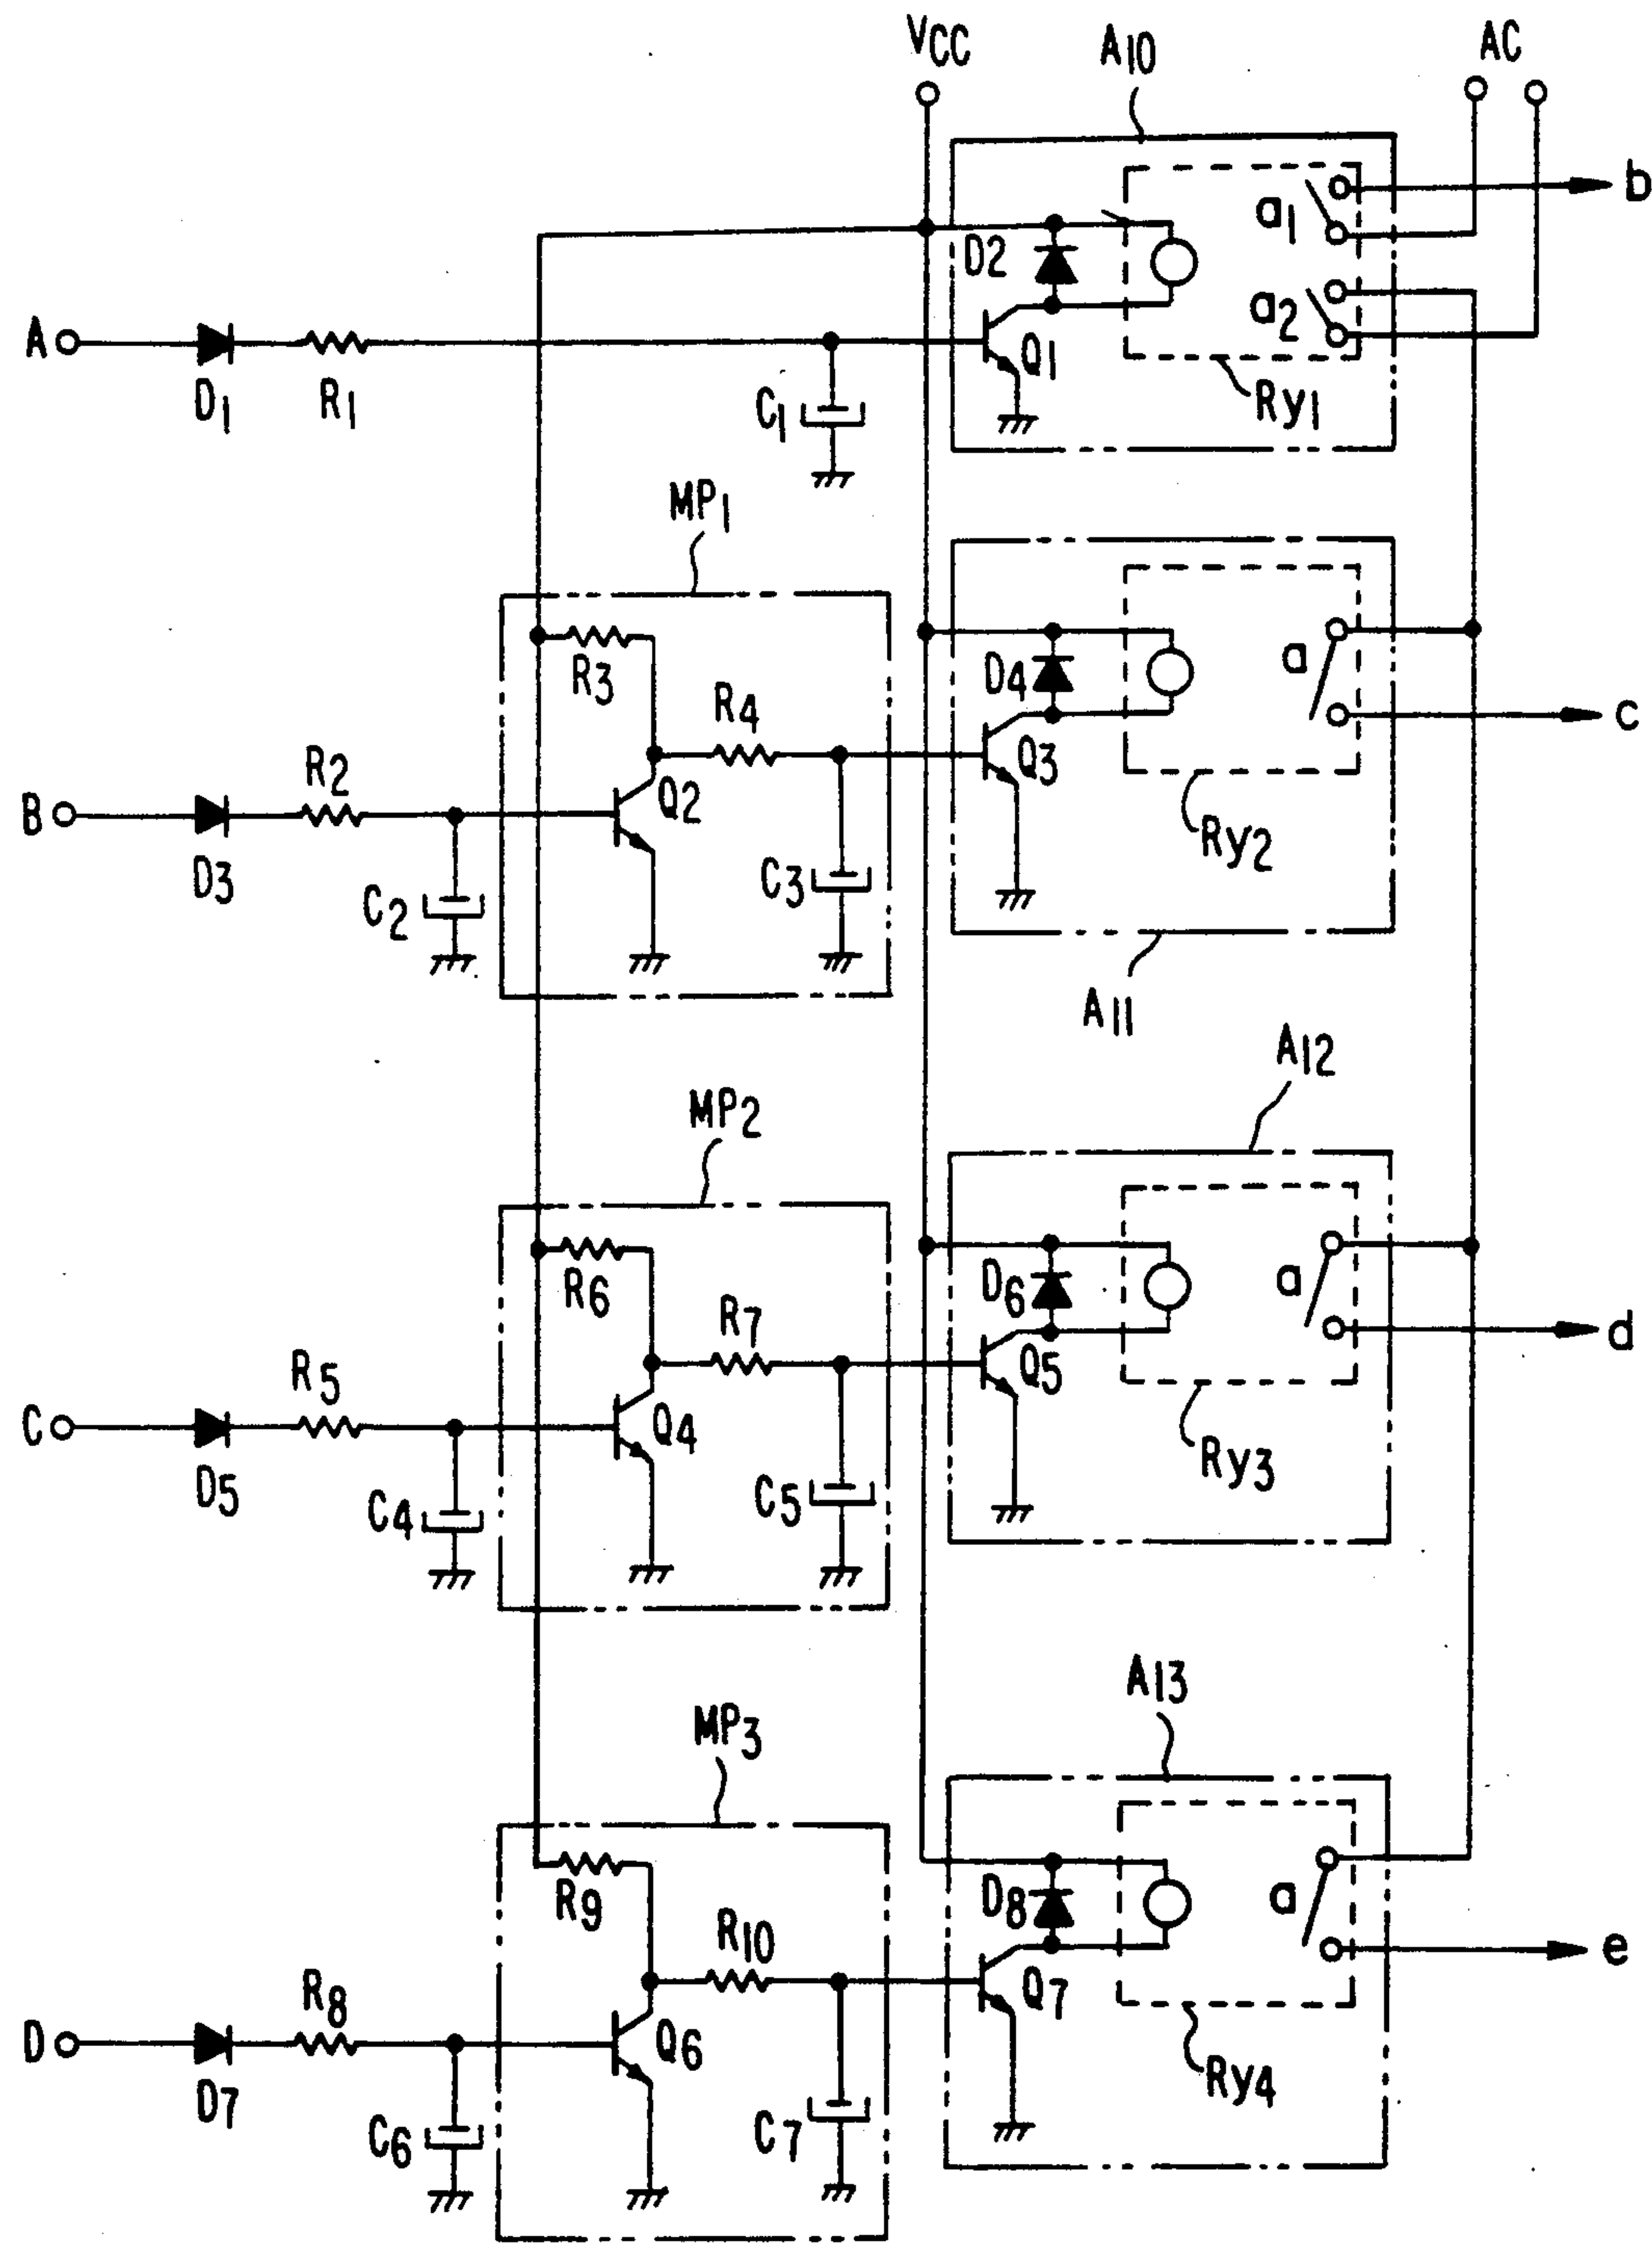 VCC A10 AC
b
a1
D2
a2
A Q1
D1 R1 C1 Ry1
MP1
R3 D4 a
R4 c
R2 Q2 Q3
B Ry2
D3 C2 C3
A11
A12
MP2
R6 D6 a
R7 d
R5 Q4 Q5
C Ry3
D5 C4 C5
A13
MP3
R9 D8 a
R10 e
R8 Q6 Q7
D Ry4
D7 C6 C7